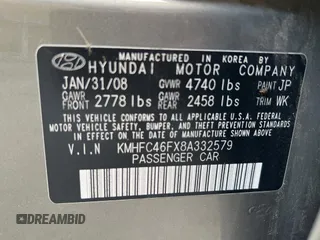 MANUFACTURED IN KOREA BY
HYUNDAI MOTOR COMPANY
JAN/31/08 GVWR 4740 lbs PAINT JP
GAWR FRONT 2778 lbs GAWR REAR 2458 lbs TRIM WK
THIS VEHICLE CONFORMS TO ALL APPLICABLE
U.S.A. FEDERAL MOTOR VEHICLE SAFETY, BUMPER,
AND THEFT PREVENTION STANDARDS IN EFFECT ON
THE DATE OF MANUFACTURE SHOWN ABOVE.
V.I.N KMHFC46FX8A332579
PASSENGER CAR
DREAMBID